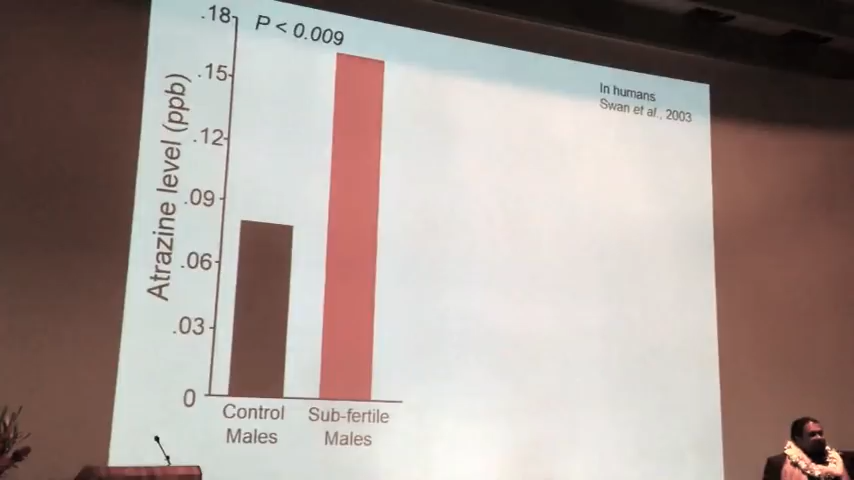 P < 0.009
In humans
Swan et al., 2003
Atrazine level (ppb)
.18
.15
.12
.09
.06
.03
0
Control
Males
Sub-fertile
Males